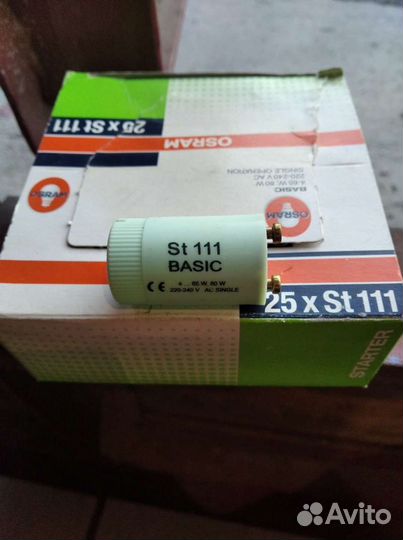 25 x St 111
OSRAM
BASIC
4-65 W, 80 W
220-240 V AC
SINGLE OPERATION
OSRAM
OSRAM
St 111
BASIC
CE
4 ... 65 W, 80 W
220-240 V AC SINGLE
25 x St 111
STARTER
Avito